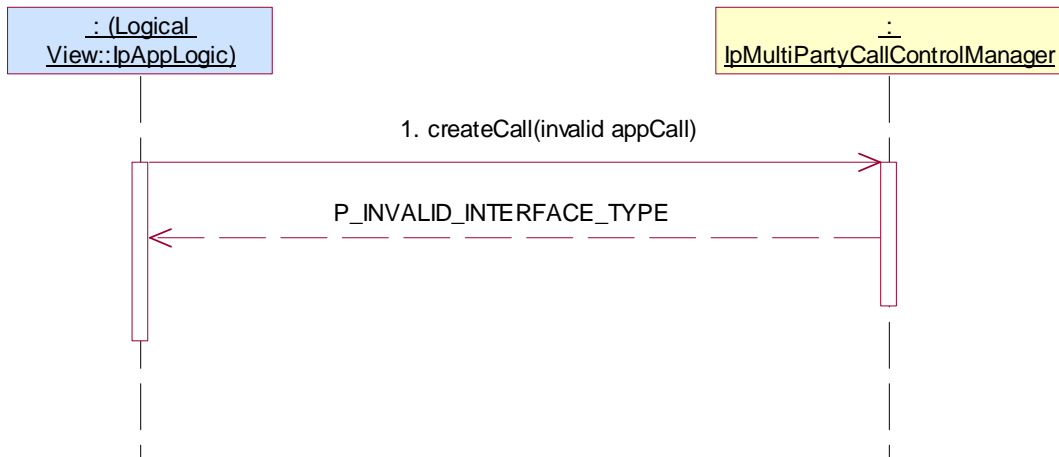 : (Logical
View::IpAppLogic)
:
IpMultiPartyCallControlManager
1. createCall(invalid appCall)
P_INVALID_INTERFACE_TYPE